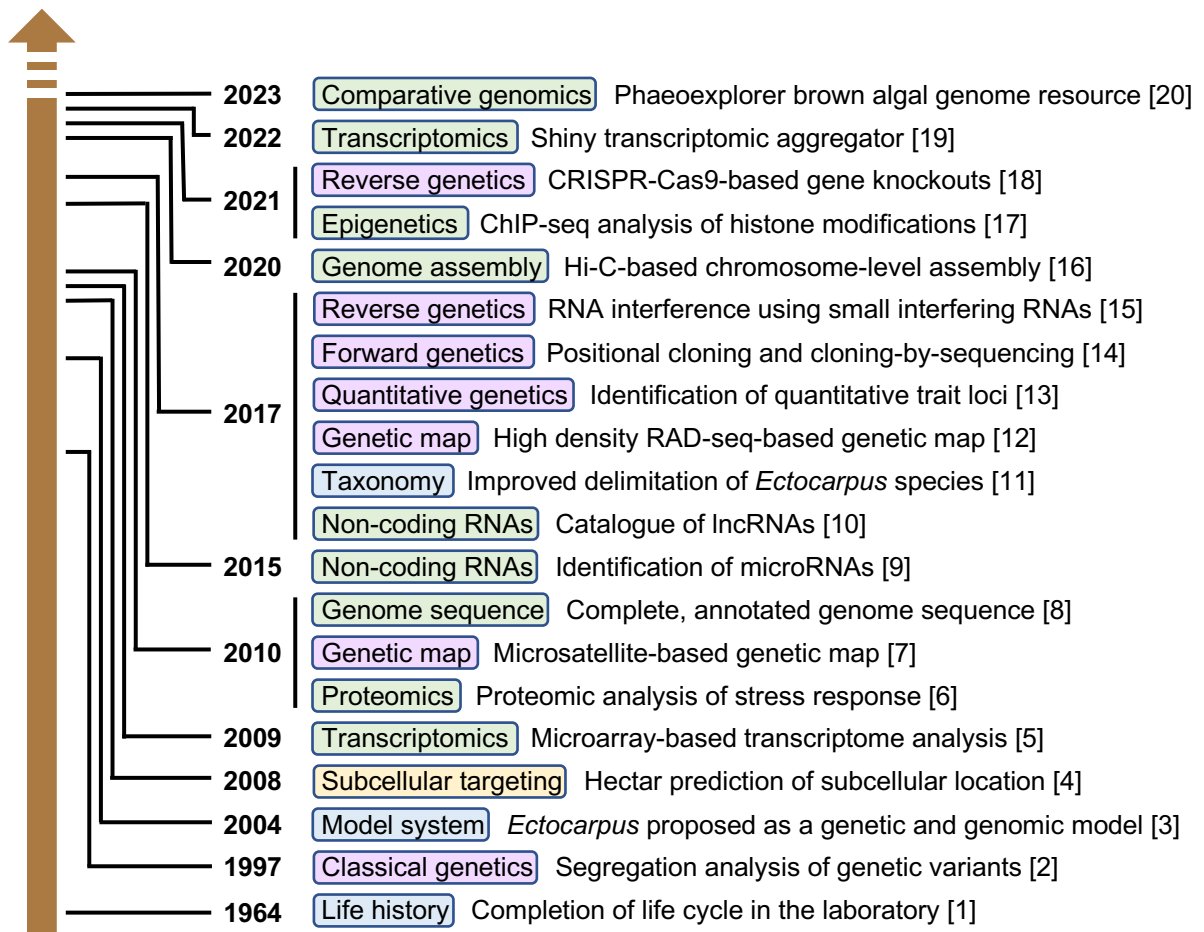 2023 Comparative genomics Phaeoexplorer brown algal genome resource [20]
2022 Transcriptomics Shiny transcriptomic aggregator [19]
2021 Reverse genetics CRISPR-Cas9-based gene knockouts [18]
Epigenetics ChIP-seq analysis of histone modifications [17]
2020 Genome assembly Hi-C-based chromosome-level assembly [16]
2017 Reverse genetics RNA interference using small interfering RNAs [15]
Forward genetics Positional cloning and cloning-by-sequencing [14]
Quantitative genetics Identification of quantitative trait loci [13]
Genetic map High density RAD-seq-based genetic map [12]
Taxonomy Improved delimitation of Ectocarpus species [11]
Non-coding RNAs Catalogue of lncRNAs [10]
2015 Non-coding RNAs Identification of microRNAs [9]
2010 Genome sequence Complete, annotated genome sequence [8]
Genetic map Microsatellite-based genetic map [7]
Proteomics Proteomic analysis of stress response [6]
2009 Transcriptomics Microarray-based transcriptome analysis [5]
2008 Subcellular targeting Hectar prediction of subcellular location [4]
2004 Model system Ectocarpus proposed as a genetic and genomic model [3]
1997 Classical genetics Segregation analysis of genetic variants [2]
1964 Life history Completion of life cycle in the laboratory [1]